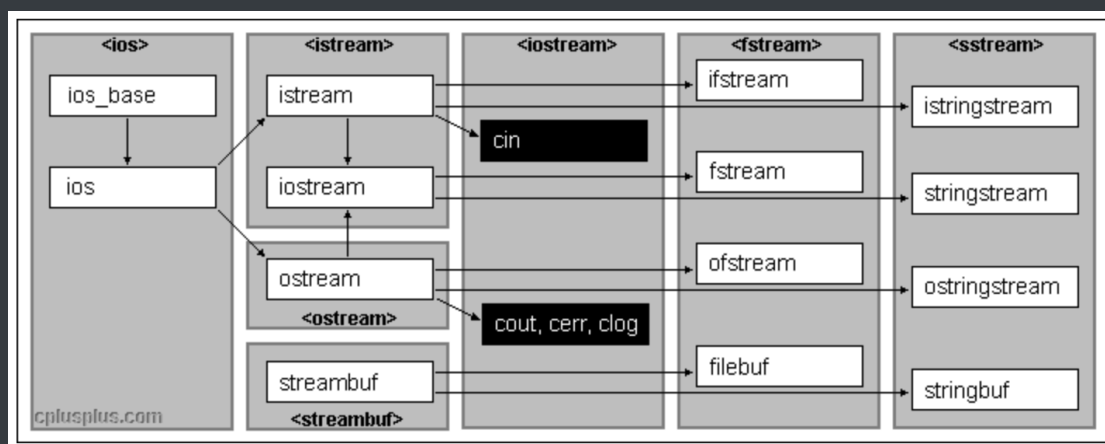 <ios>
ios_base
ios
<istream>
istream
iostream
ostream
<ostream>
streambuf
<streambuf>
<iostream>
cin
cout, cerr, clog
<fstream>
ifstream
fstream
ofstream
filebuf
<sstream>
istringstream
stringstream
ostringstream
stringbuf
cplusplus.com